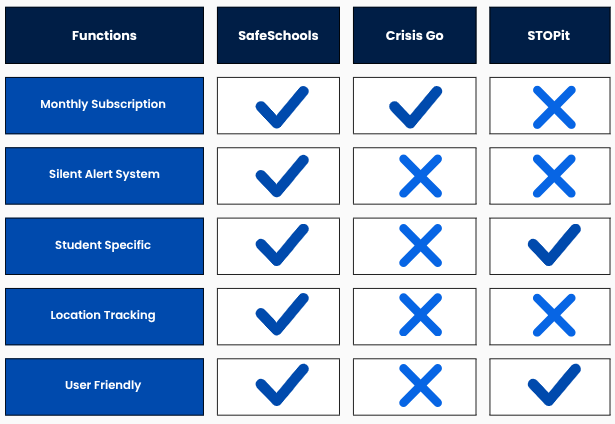 Functions
SafeSchools
Crisis Go
STOPit
Monthly Subscription
Silent Alert System
Student Specific
Location Tracking
User Friendly